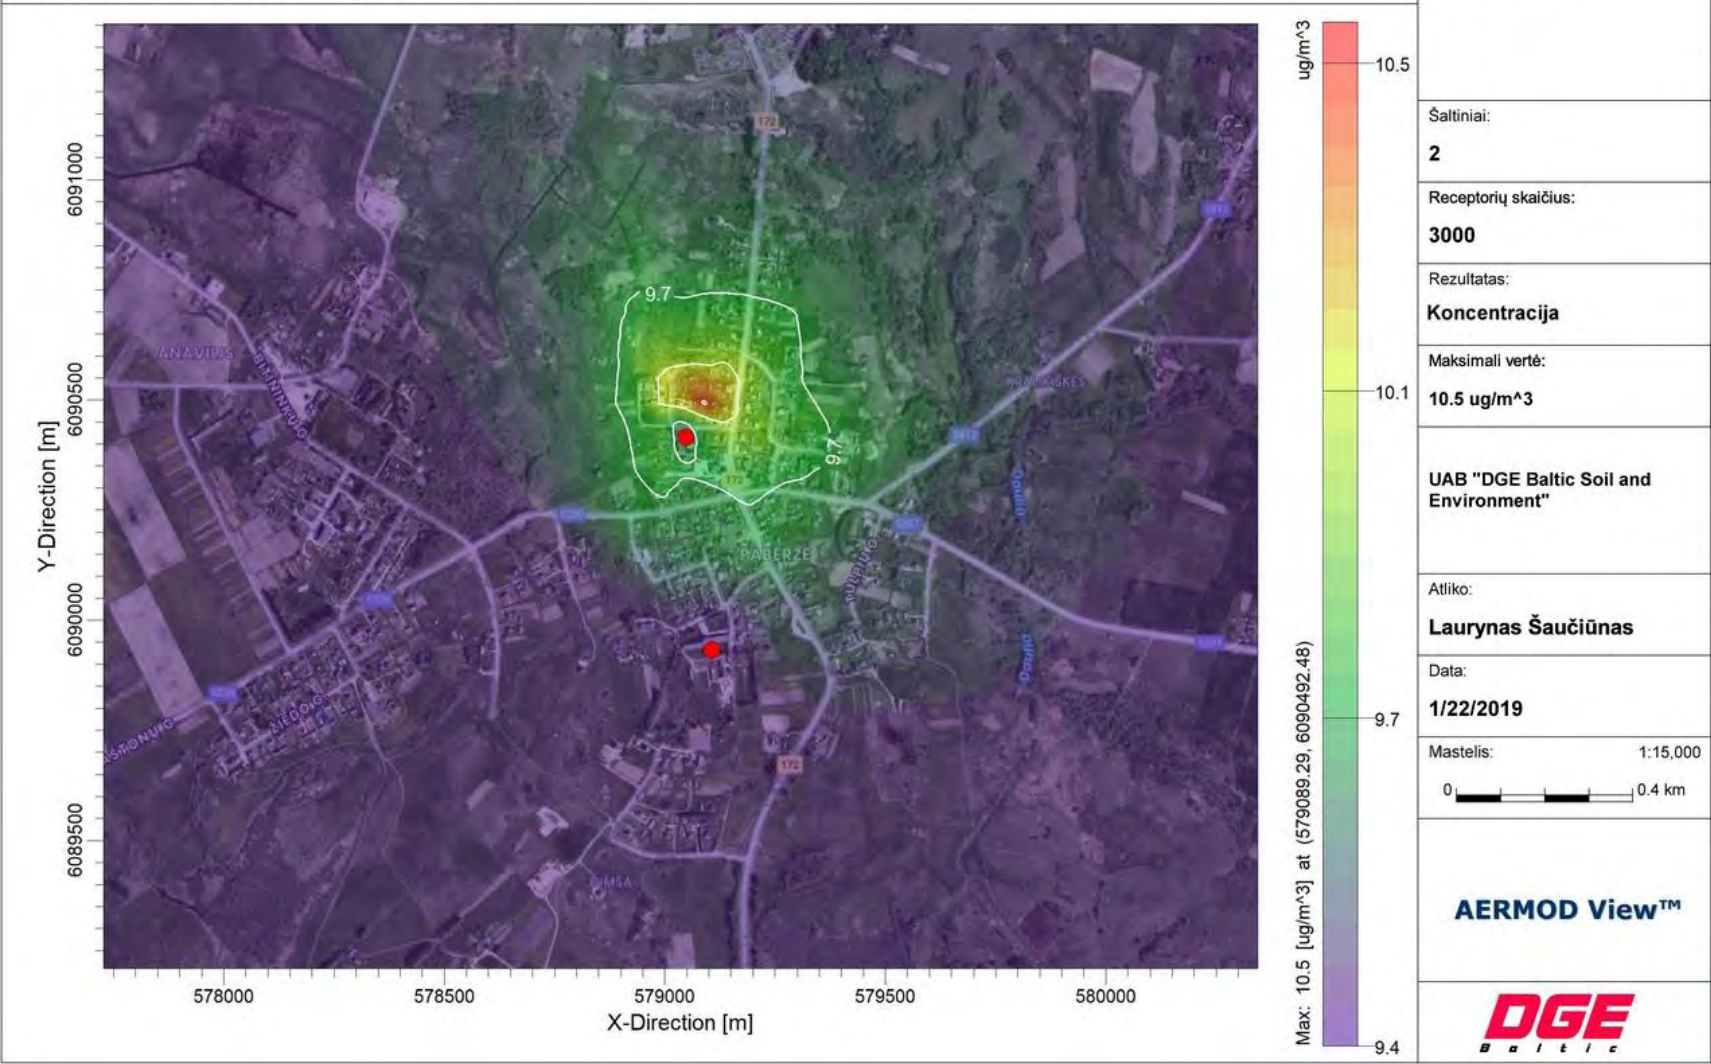 Y-Direction [m]
6091000
6090500
6090000
6089500
578000
578500
579000
579500
580000
X-Direction [m]
ANAVILIS
BITININKŲ G.
172
9.7
9.7
172
PABERŽĖ
ŽIEDO G.
172
Dquja
ug/m^3
10.5
10.1
9.7
9.4
Max: 10.5 [ug/m^3] at (579089.29, 6090492.48)
Šaltiniai:
2
Receptorių skaičius:
3000
Rezultatas:
Koncentracija
Maksimali vertė:
10.5 ug/m^3
UAB "DGE Baltic Soil and
Environment"
Atliko:
Laurynas Šaučiūnas
Data:
1/22/2019
Mastelis:
1:15,000
0
0.4 km
AERMOD View™
DGE
Baltic